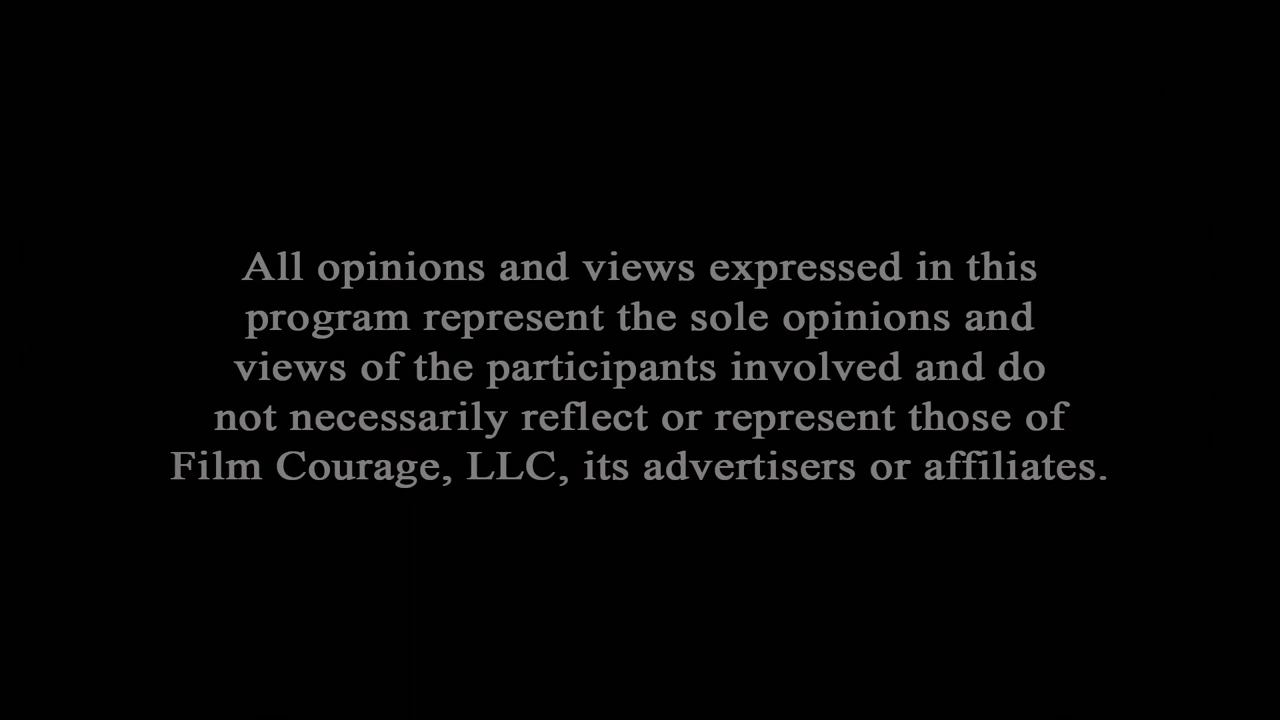 All opinions and views expressed in this
program represent the sole opinions and
views of the participants involved and do
not necessarily reflect or represent those of
Film Courage, LLC, its advertisers or affiliates.